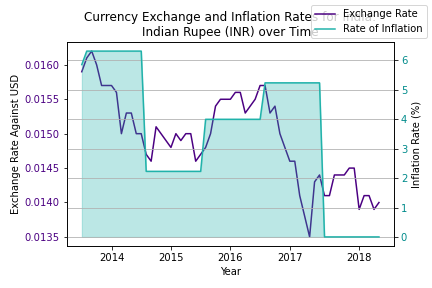 Currency Exchange and Inflation Rates for India:
Indian Rupee (INR) over Time
Exchange Rate
Rate of Inflation
Exchange Rate Against USD
0.0160
0.0155
0.0150
0.0145
0.0140
0.0135
6
5
4
3
2
1
0
Inflation Rate (%)
2014
2015
2016
2017
2018
Year